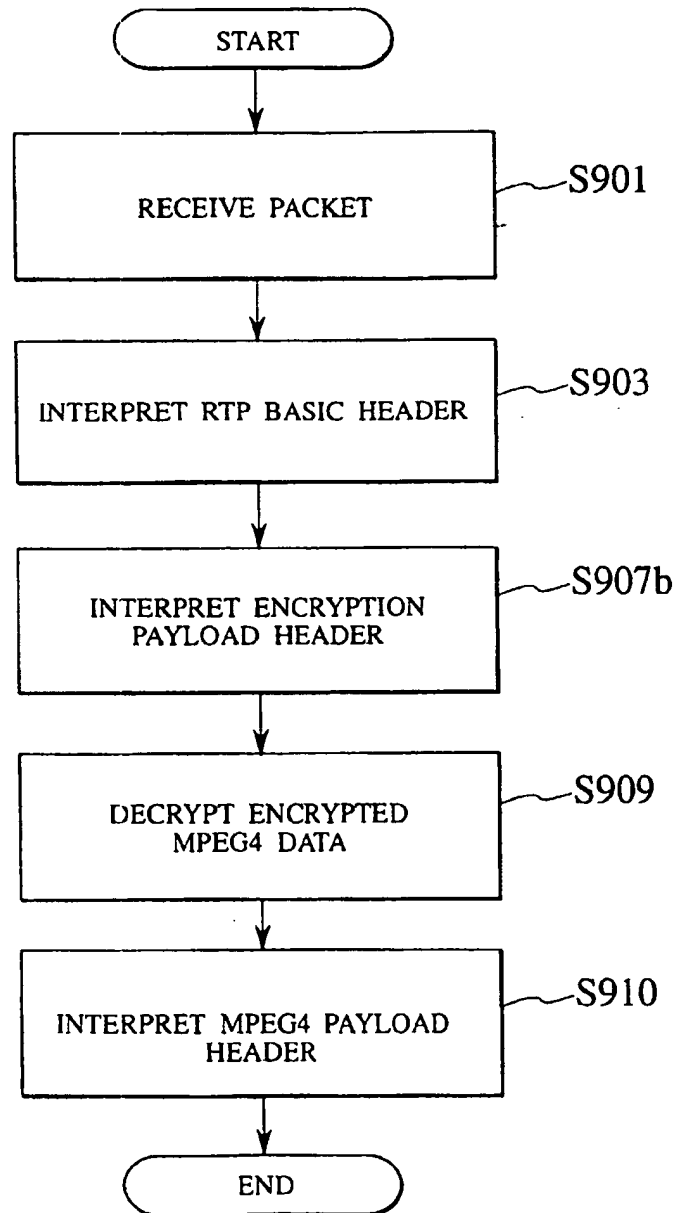 START
RECEIVE PACKET
S901
INTERPRET RTP BASIC HEADER
S903
INTERPRET ENCRYPTION
PAYLOAD HEADER
S907b
DECRYPT ENCRYPTED
MPEG4 DATA
S909
INTERPRET MPEG4 PAYLOAD
HEADER
S910
END